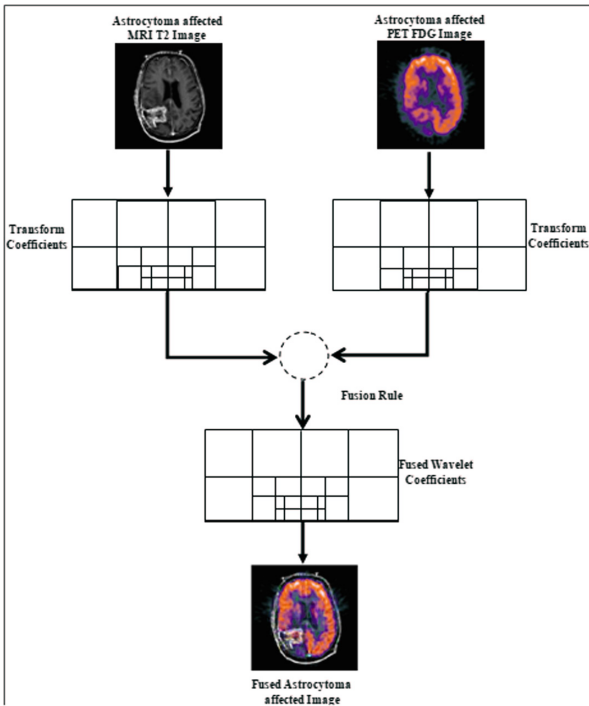 Astrocytoma affected
MRI T2 Image
Astrocytoma affected
PET FDG Image
Transform
Coefficients
Transform
Coefficients
Fusion Rule
Fused Wavelet
Coefficients
Fused Astrocytoma
affected Image